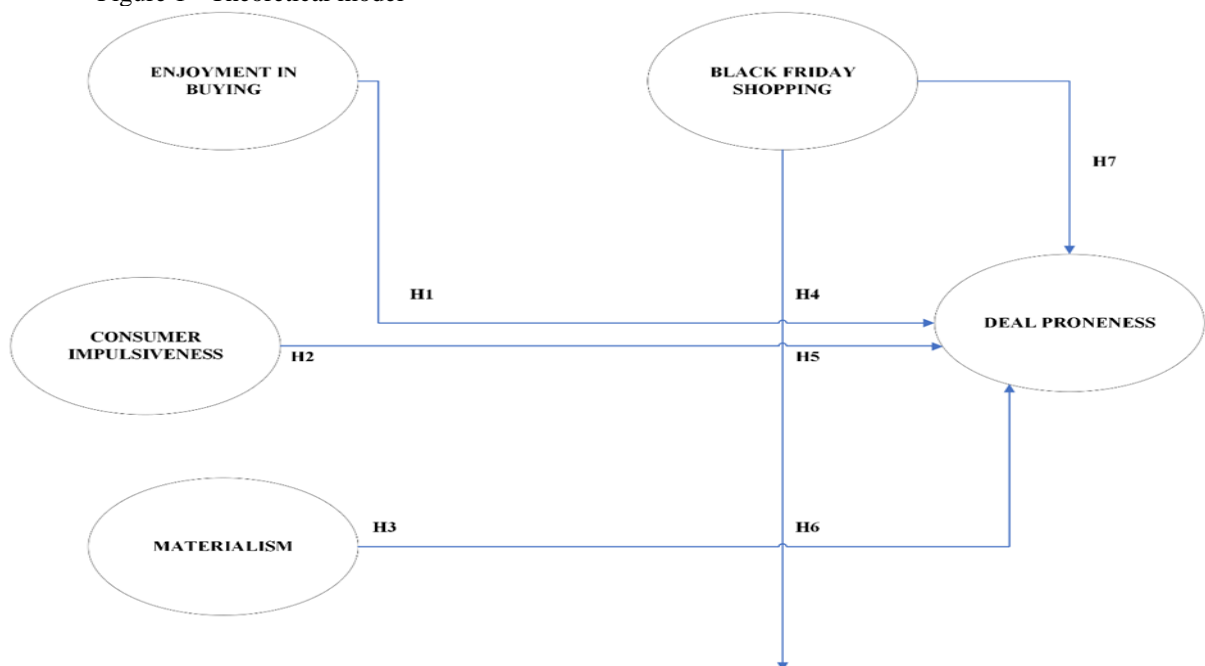 Figure 1 - Theoretical model
ENJOYMENT IN
BUYING
BLACK FRIDAY
SHOPPING
H7
H1
H4
DEAL PRONENESS
CONSUMER
IMPULSIVENESS
H2
H5
H3
H6
MATERIALISM